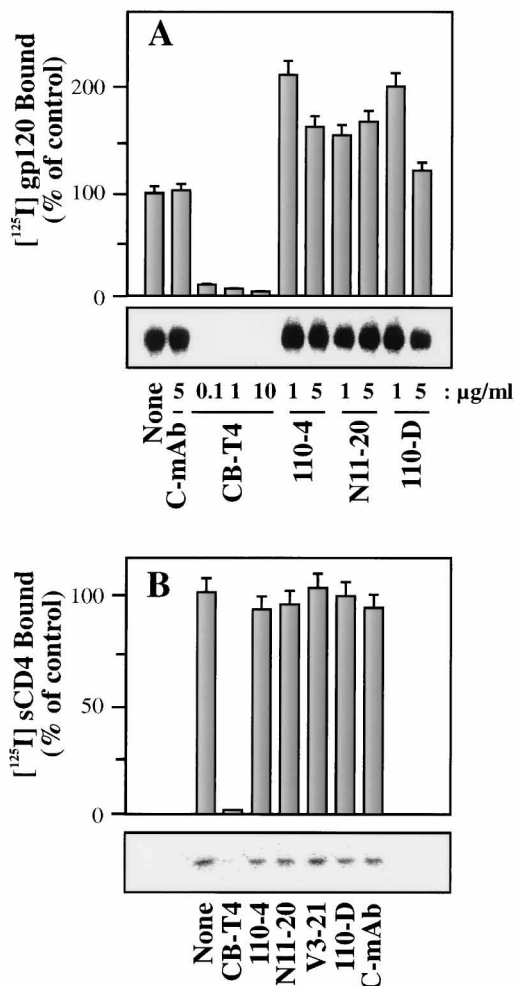 A
[125I] gp120 Bound
(% of control)
200
100
0
5 0.1 1 10 1 5 1 5 1 5 : µg/ml
None
C-mAb
CB-T4
110-4
N11-20
110-D
B
[125I] sCD4 Bound
(% of control)
100
50
0
None
CB-T4
110-4
N11-20
V3-21
110-D
C-mAb